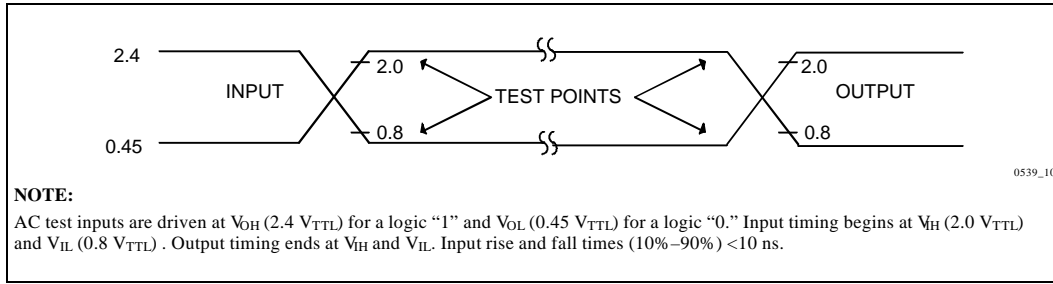 2.4
2.0
2.0
INPUT
TEST POINTS
OUTPUT
0.8
0.8
0.45
0539_10
NOTE:
AC test inputs are driven at VOH (2.4 VTTL) for a logic “1” and VOL (0.45 VTTL) for a logic “0.” Input timing begins at VIH (2.0 VTTL)
and VIL (0.8 VTTL) . Output timing ends at VIH and VIL. Input rise and fall times (10%–90%) <10 ns.